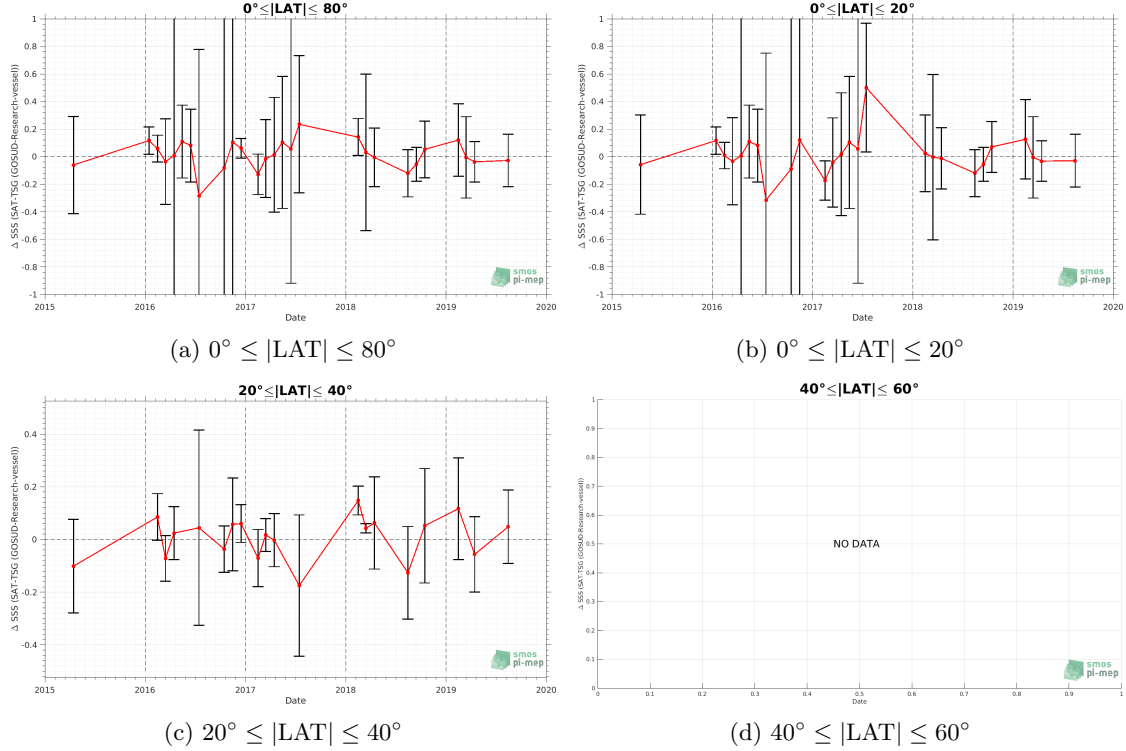 0°≤|LAT|≤ 80°
Δ SSS (SAT-TSG (GOSUD-Research-vessel))
1
0.8
0.6
0.4
0.2
0
-0.2
-0.4
-0.6
-0.8
-1
2015
2016
2017
2018
2019
2020
Date
smos
pi-mep
(a) 0° ≤ |LAT| ≤ 80°
0°≤|LAT|≤ 20°
Δ SSS (SAT-TSG (GOSUD-Research-vessel))
1
0.8
0.6
0.4
0.2
0
-0.2
-0.4
-0.6
-0.8
-1
2015
2016
2017
2018
2019
2020
Date
smos
pi-mep
(b) 0° ≤ |LAT| ≤ 20°
20°≤|LAT|≤ 40°
Δ SSS (SAT-TSG (GOSUD-Research-vessel))
0.4
0.2
0
-0.2
-0.4
2015
2016
2017
2018
2019
2020
Date
smos
pi-mep
(c) 20° ≤ |LAT| ≤ 40°
40°≤|LAT|≤ 60°
Δ SSS (SAT-TSG (GOSUD-Research-vessel))
1
0.9
0.8
0.7
0.6
0.5
0.4
0.3
0.2
0.1
0
NO DATA
0
0.1
0.2
0.3
0.4
0.5
0.6
0.7
0.8
0.9
1
Date
smos
pi-mep
(d) 40° ≤ |LAT| ≤ 60°